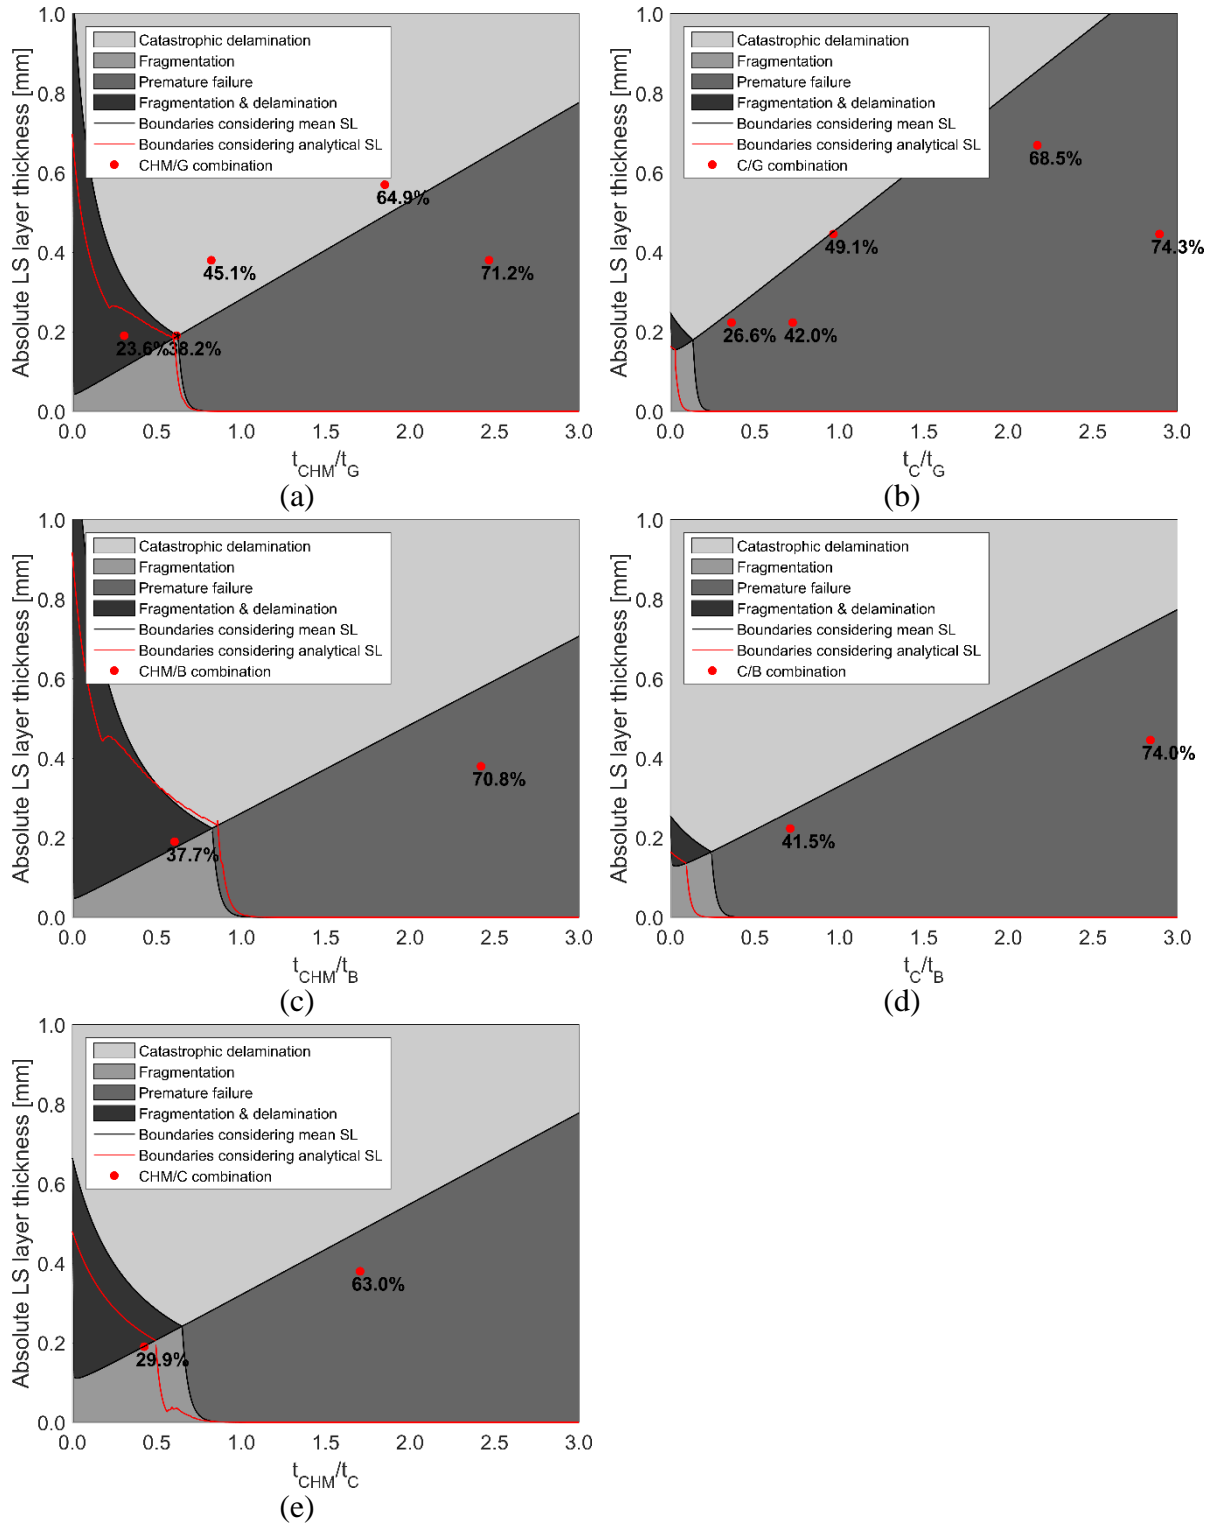 Absolute LS layer thickness [mm]
1.0
0.8
0.6
0.4
0.2
0.0
Catastrophic delamination
Fragmentation
Premature failure
Fragmentation & delamination
Boundaries considering mean SL
Boundaries considering analytical SL
CHM/G combination
64.9%
45.1%
71.2%
23.6%
38.2%
0.0 0.5 1.0 1.5 2.0 2.5 3.0
t_CHM/t_G
(a)
Absolute LS layer thickness [mm]
1.0
0.8
0.6
0.4
0.2
0.0
Catastrophic delamination
Fragmentation
Premature failure
Fragmentation & delamination
Boundaries considering mean SL
Boundaries considering analytical SL
C/G combination
68.5%
49.1%
74.3%
26.6%
42.0%
0.0 0.5 1.0 1.5 2.0 2.5 3.0
t_C/t_G
(b)
Absolute LS layer thickness [mm]
1.0
0.8
0.6
0.4
0.2
0.0
Catastrophic delamination
Fragmentation
Premature failure
Fragmentation & delamination
Boundaries considering mean SL
Boundaries considering analytical SL
CHM/B combination
70.8%
37.7%
0.0 0.5 1.0 1.5 2.0 2.5 3.0
t_CHM/t_B
(c)
Absolute LS layer thickness [mm]
1.0
0.8
0.6
0.4
0.2
0.0
Catastrophic delamination
Fragmentation
Premature failure
Fragmentation & delamination
Boundaries considering mean SL
Boundaries considering analytical SL
C/B combination
74.0%
41.5%
0.0 0.5 1.0 1.5 2.0 2.5 3.0
t_C/t_B
(d)
Absolute LS layer thickness [mm]
1.0
0.8
0.6
0.4
0.2
0.0
Catastrophic delamination
Fragmentation
Premature failure
Fragmentation & delamination
Boundaries considering mean SL
Boundaries considering analytical SL
CHM/C combination
63.0%
29.9%
0.0 0.5 1.0 1.5 2.0 2.5 3.0
t_CHM/t_C
(e)